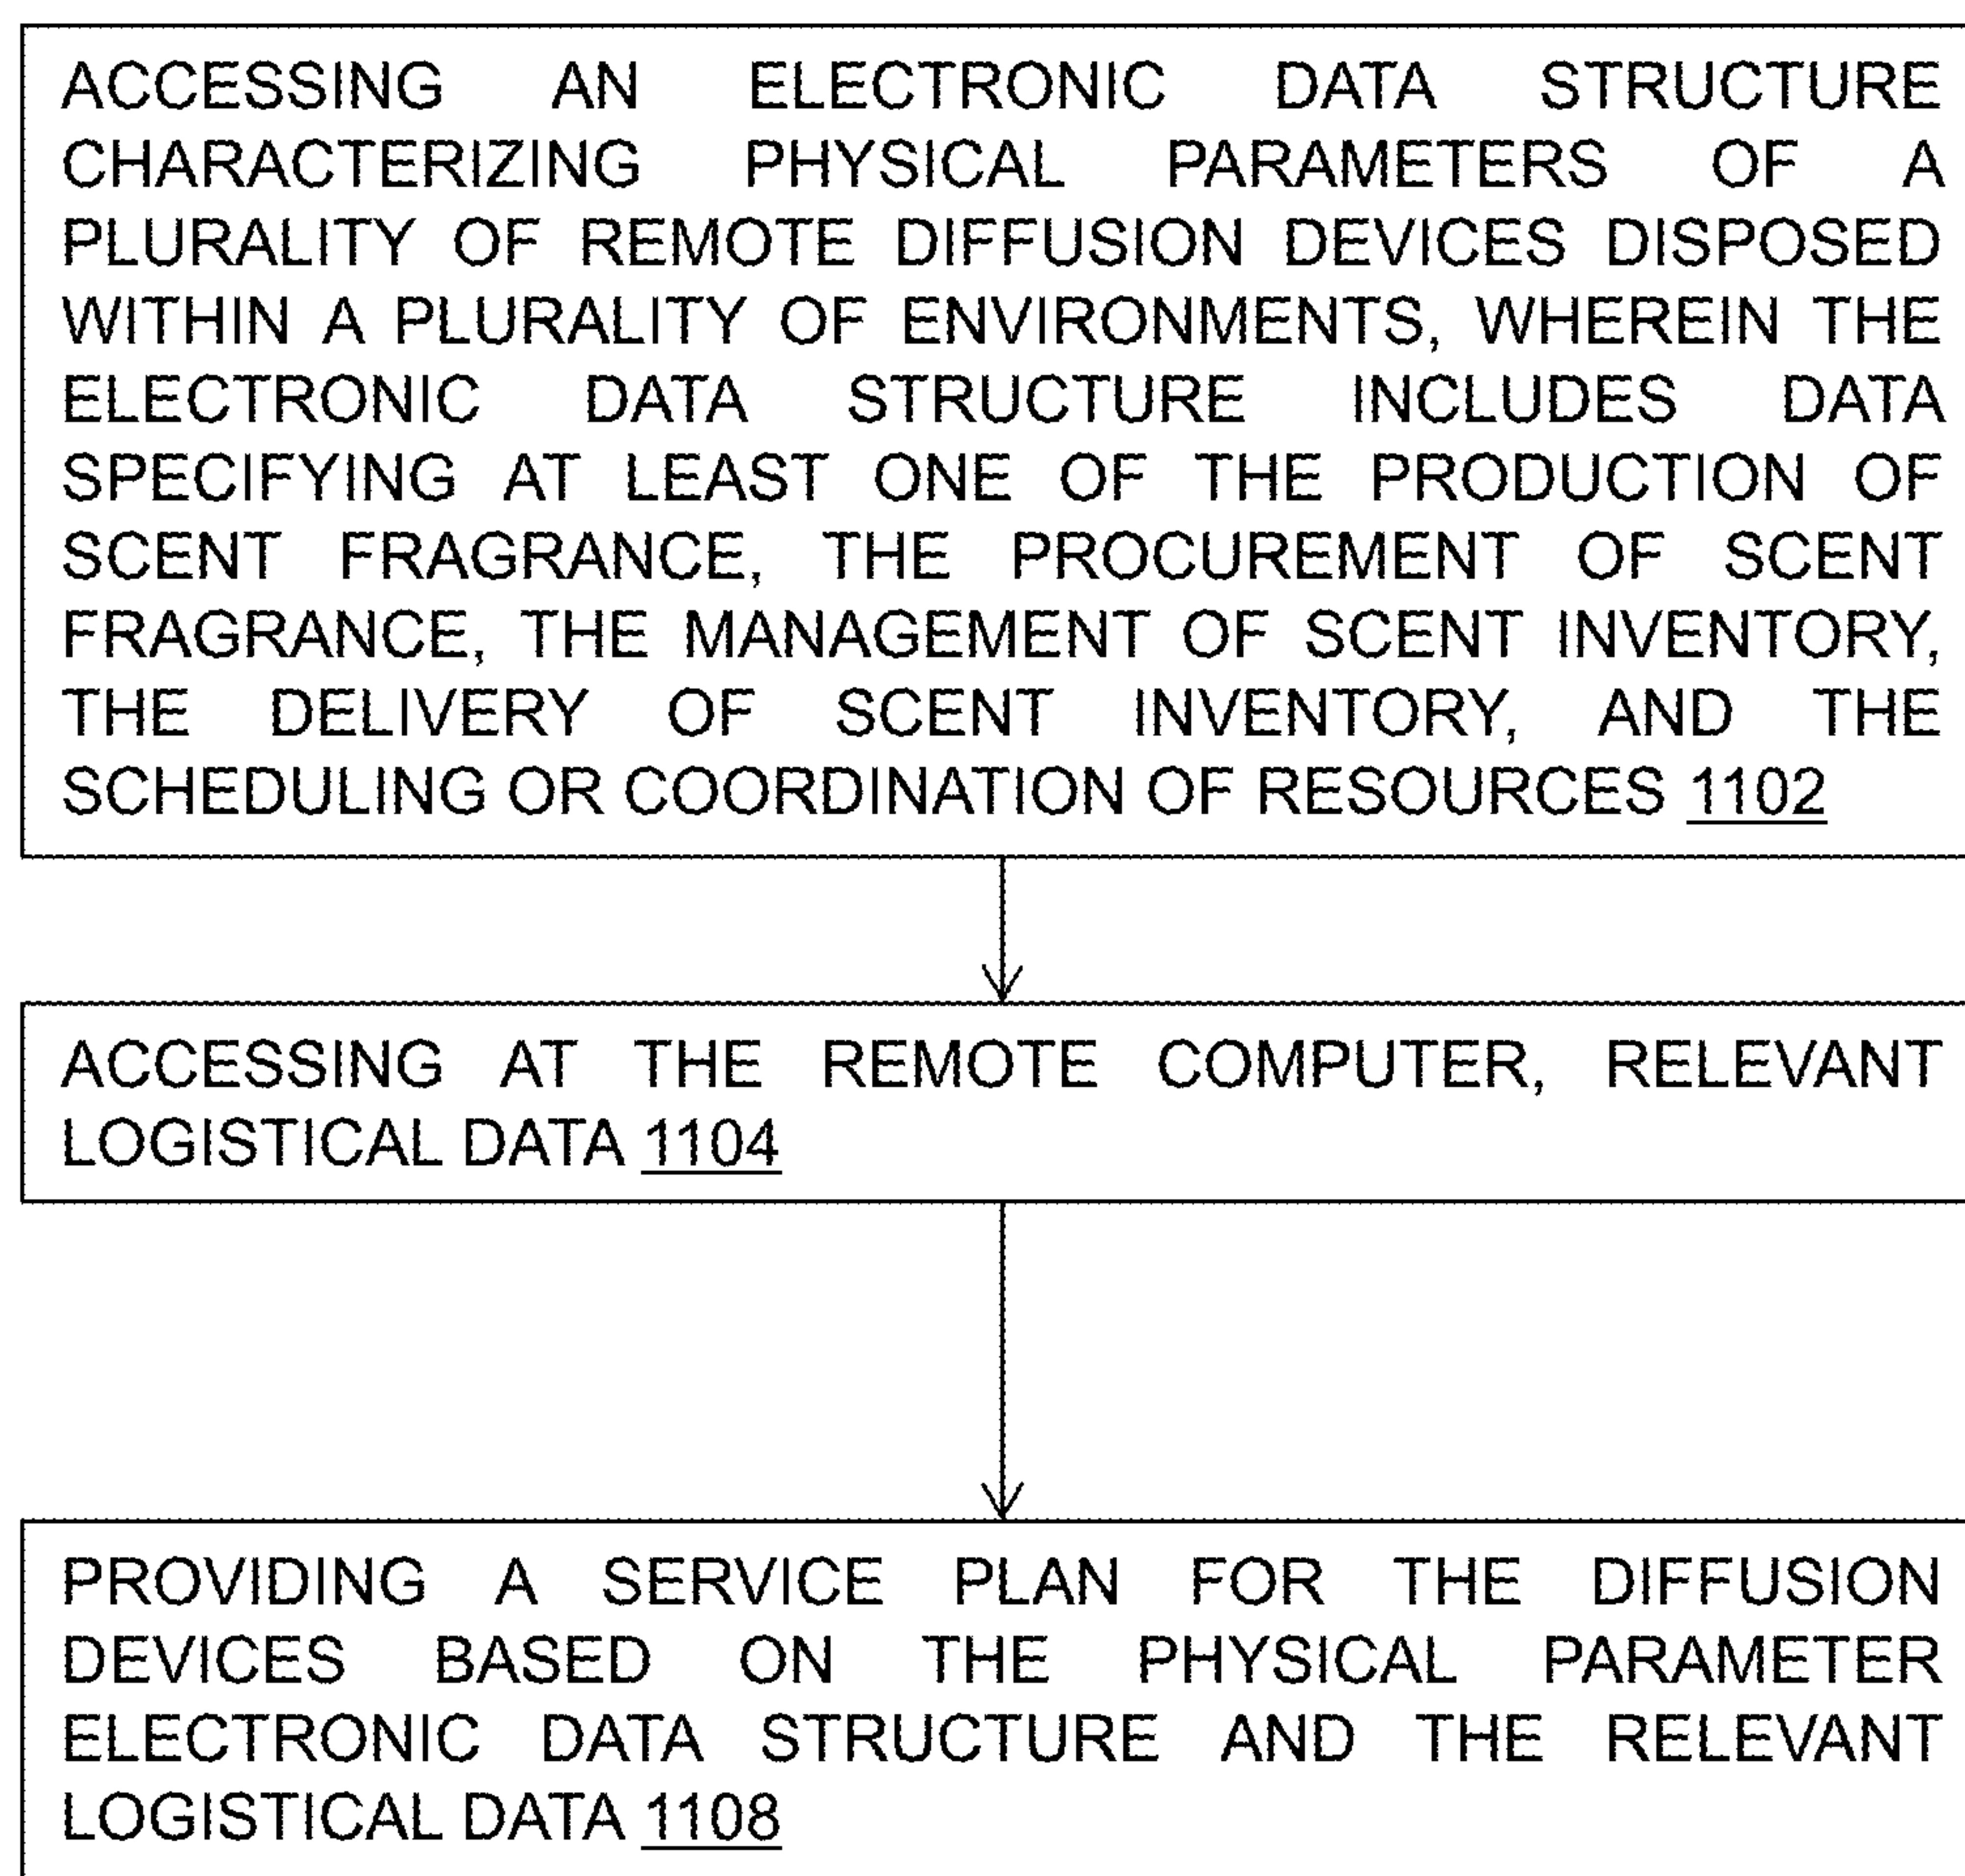 ACCESSING AN ELECTRONIC DATA STRUCTURE
CHARACTERIZING PHYSICAL PARAMETERS OF A
PLURALITY OF REMOTE DIFFUSION DEVICES DISPOSED
WITHIN A PLURALITY OF ENVIRONMENTS, WHEREIN THE
ELECTRONIC DATA STRUCTURE INCLUDES DATA
SPECIFYING AT LEAST ONE OF THE PRODUCTION OF
SCENT FRAGRANCE, THE PROCUREMENT OF SCENT
FRAGRANCE, THE MANAGEMENT OF SCENT INVENTORY,
THE DELIVERY OF SCENT INVENTORY, AND THE
SCHEDULING OR COORDINATION OF RESOURCES 1102
ACCESSING AT THE REMOTE COMPUTER, RELEVANT
LOGISTICAL DATA 1104
PROVIDING A SERVICE PLAN FOR THE DIFFUSION
DEVICES BASED ON THE PHYSICAL PARAMETER
ELECTRONIC DATA STRUCTURE AND THE RELEVANT
LOGISTICAL DATA 1108